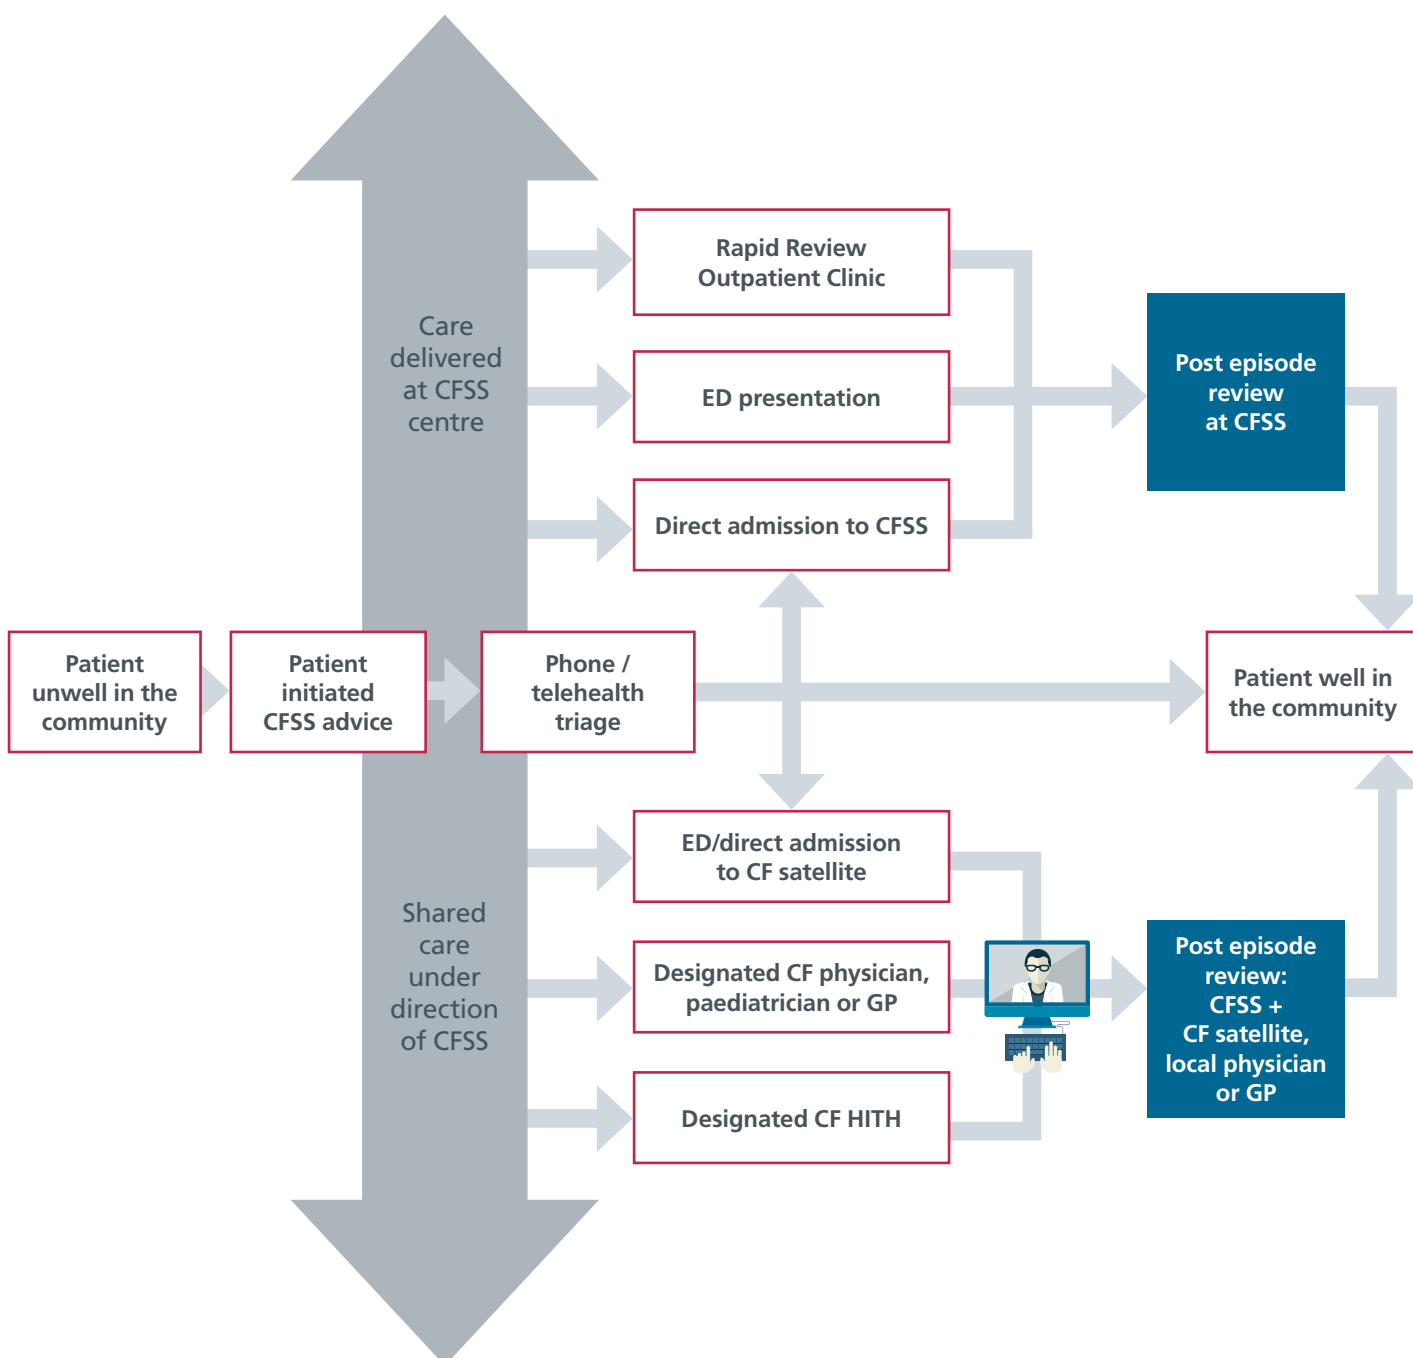 Rapid Review
Outpatient Clinic
Care
delivered
at CFSS
centre
ED presentation
Post episode
review
at CFSS
Direct admission to CFSS
Patient
unwell in the
community
Patient
initiated
CFSS advice
Phone /
telehealth
triage
Patient well in
the community
ED/direct admission
to CF satellite
Shared
care
under
direction
of CFSS
Designated CF physician,
paediatrician or GP
Post episode
review:
CFSS +
CF satellite,
local physician
or GP
Designated CF HITH